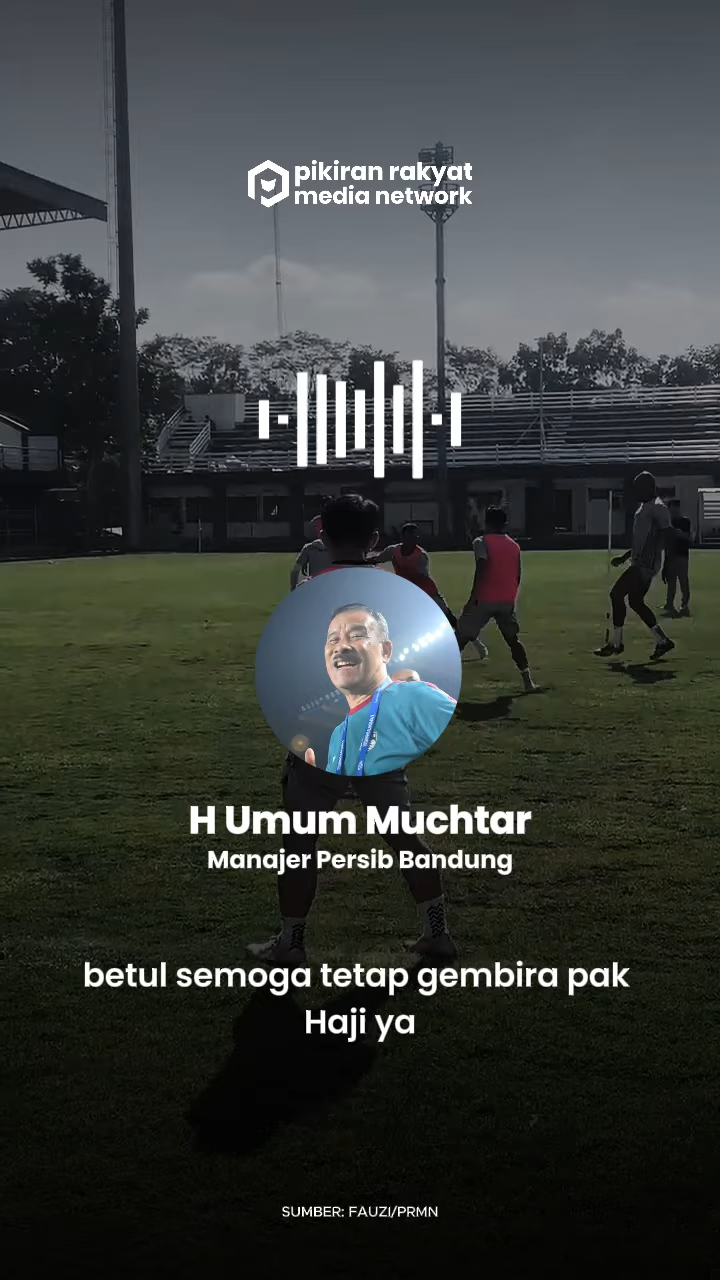 pikiran rakyat
media network
H Umum Muchtar
Manajer Persib Bandung
betul semoga tetap gembira pak
Haji ya
SUMBER: FAUZI/PRMN